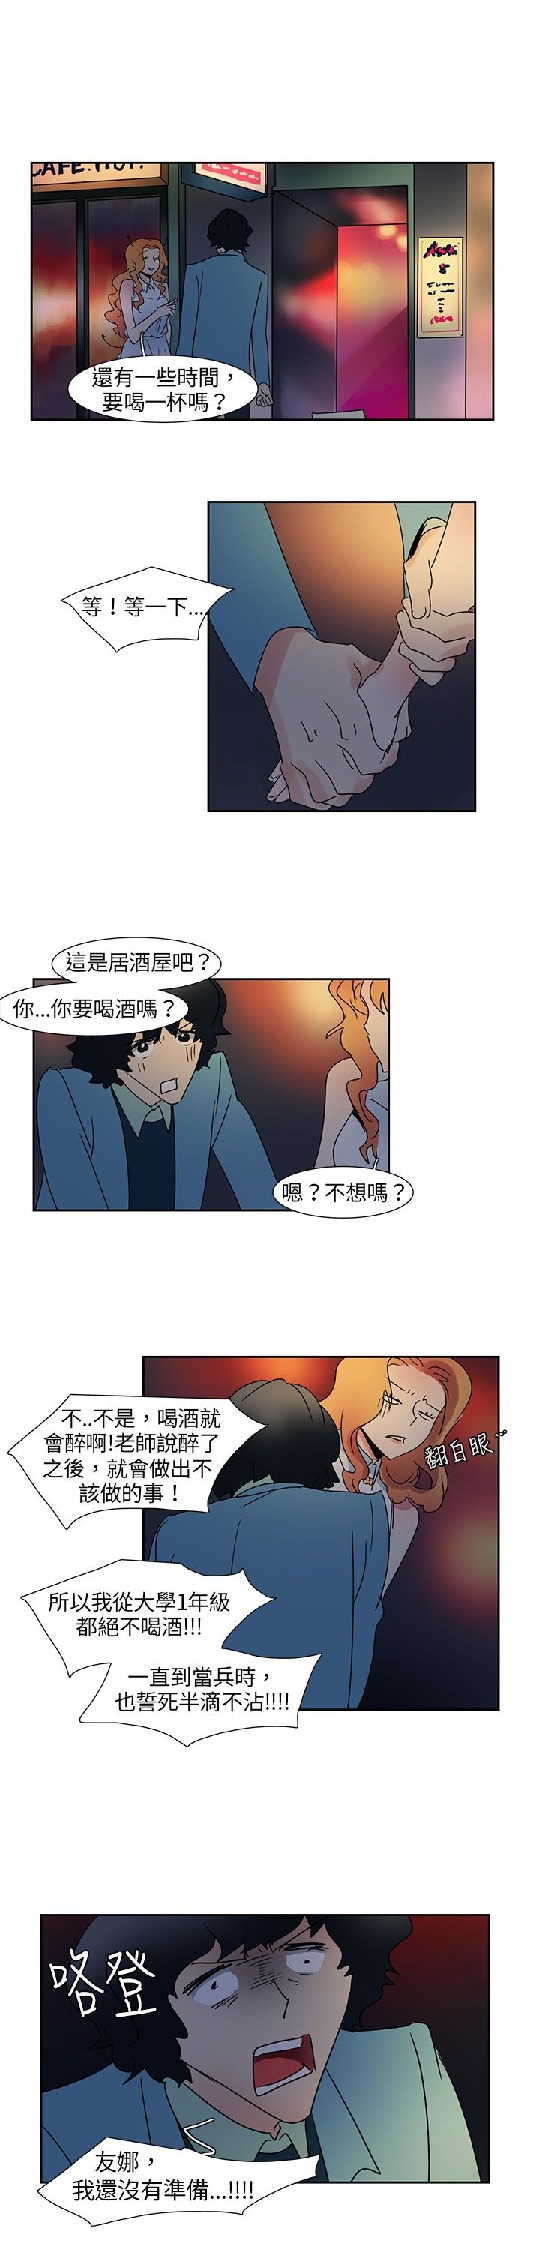 CAFE.HOF.
還有一些時間，
要喝一杯嗎？
等！等一下....
這是居酒屋吧？
你...你要喝酒嗎？
嗯？不想嗎？
不..不是，喝酒就
會醉啊!老師說醉了
之後，就會做出不
該做的事！
翻白眼
所以我從大學1年級
都絕不喝酒!!!
一直到當兵時，
也誓死半滴不沾!!!!
咯登
友娜，
我還沒有準備...!!!!